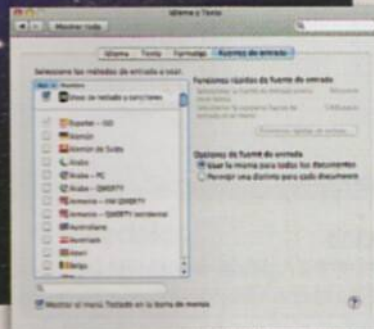 Idioma y Texto
Mostrar todo
Idioma Texto Formatos Fuentes de entrada
Seleccione los métodos de entrada a usar.
Nombre
Visor de teclado y caracteres
Español – ISO
Alemán
Alemán de Suiza
Árabe
Árabe – PC
Árabe – QWERTY
Armenio – HM QWERTY
Armenio – QWERTY occidental
Australiano
Austríaco
Azerí
Belga
Funciones rápidas de fuente de entrada
Opciones de fuente de entrada
Usar la misma para todos los documentos
Permitir una distinta para cada documento
Mostrar el menú Teclado en la barra de menús